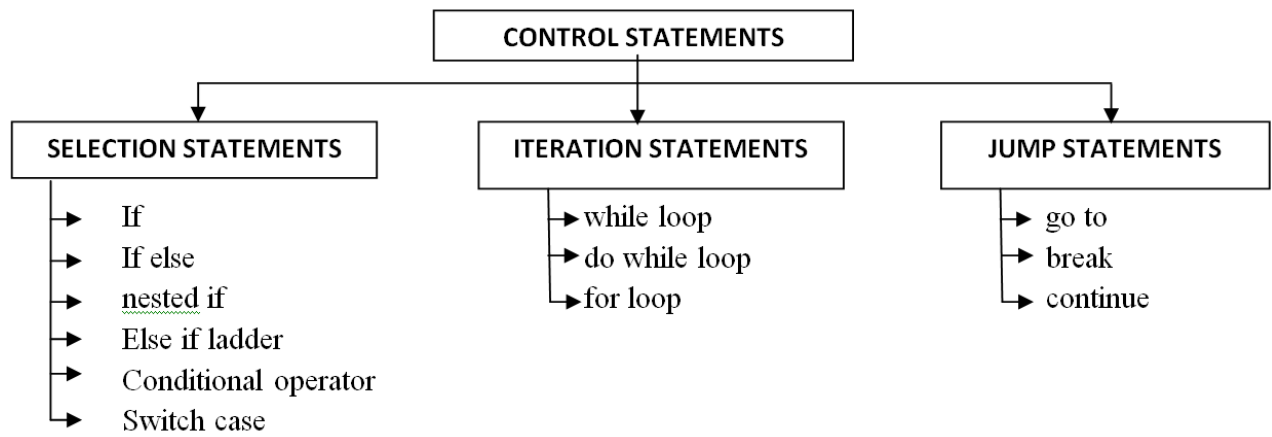 CONTROL STATEMENTS
SELECTION STATEMENTS
If
If else
nested if
Else if ladder
Conditional operator
Switch case
ITERATION STATEMENTS
while loop
do while loop
for loop
JUMP STATEMENTS
go to
break
continue